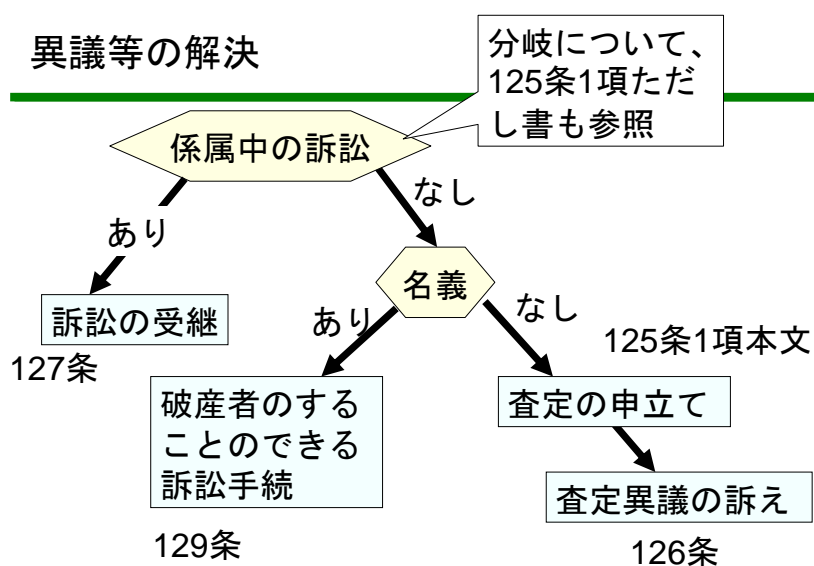 異議等の解決
分岐について、
125条1項ただ
し書も参照
係属中の訴訟
なし
あり
名義
訴訟の受継
あり
なし
127条
125条1項本文
破産者のする
ことのできる
訴訟手続
査定の申立て
査定異議の訴え
129条
126条